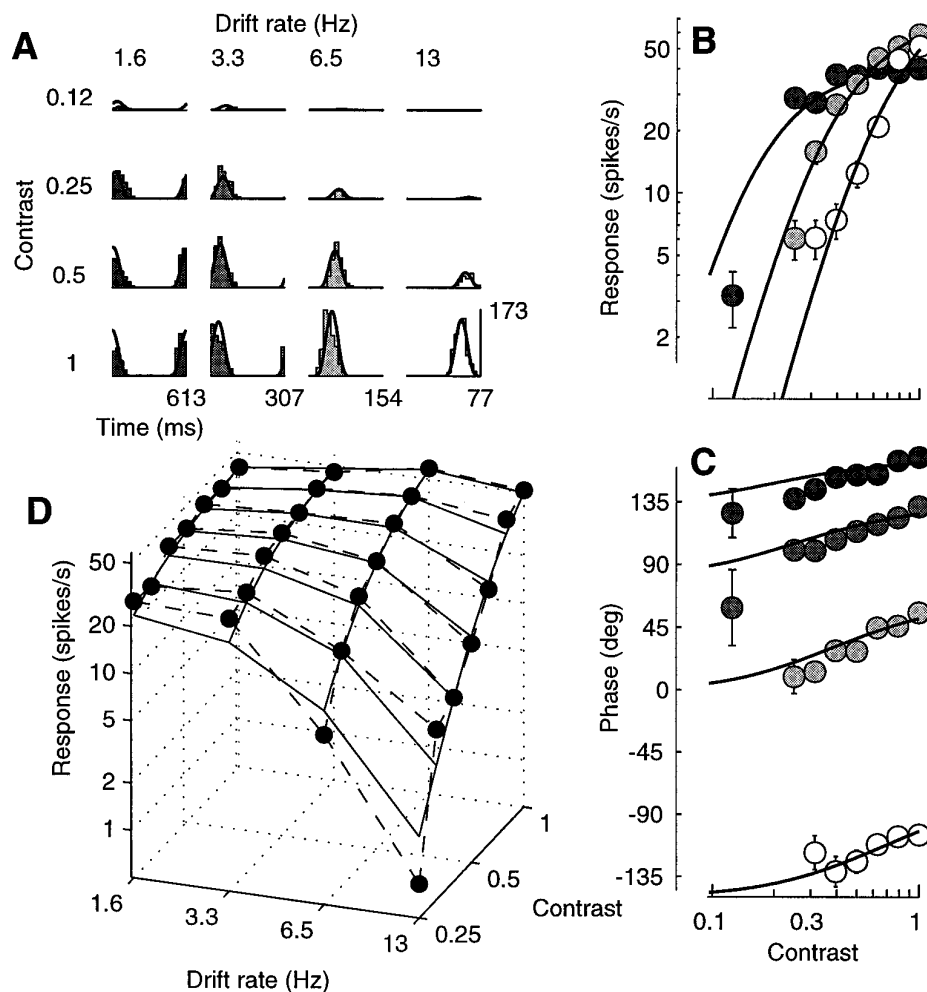 A
Drift rate (Hz)
1.6 3.3 6.5 13
Contrast
0.12
0.25
0.5
1
173
613 307 154 77
Time (ms)
B
Response (spikes/s)
50
20
10
5
2
C
Phase (deg)
135
90
45
0
-45
-90
-135
0.1 0.3 1
Contrast
D
Response (spikes/s)
50
20
10
5
2
1
1.6
3.3
6.5
13
Drift rate (Hz)
0.25
0.5
1
Contrast